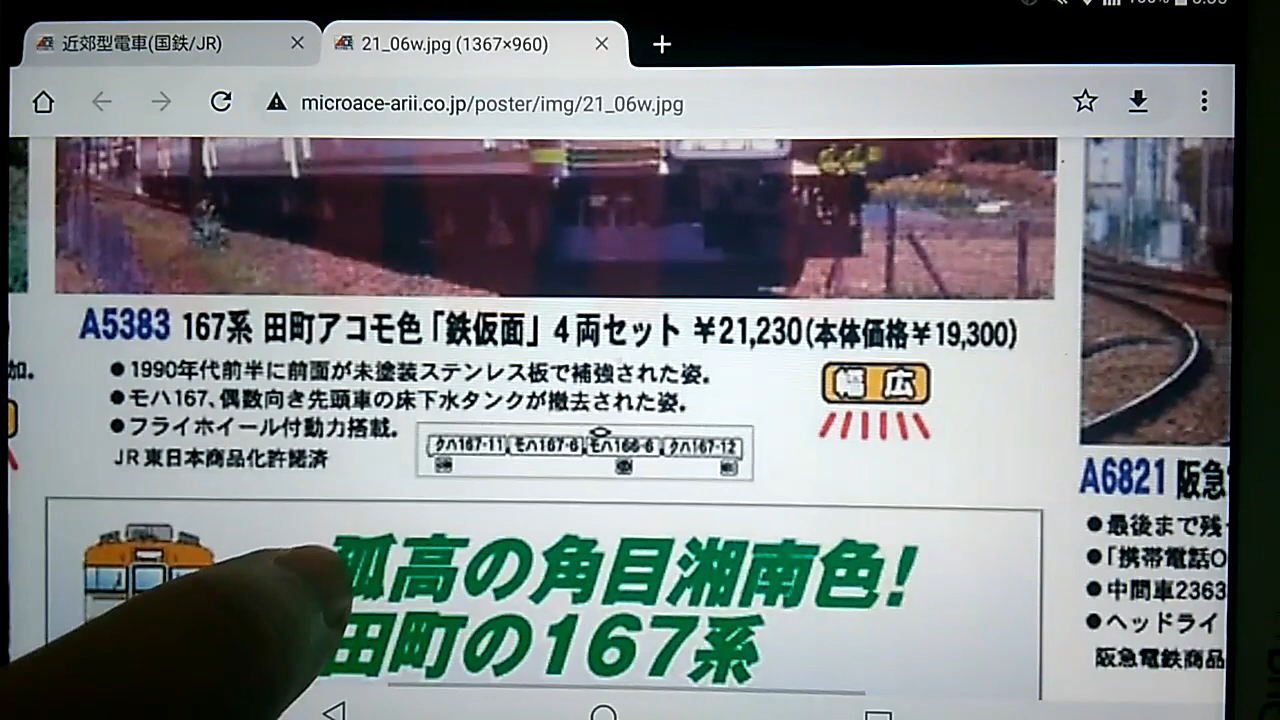 近郊型電車(国鉄/JR)
21_06w.jpg (1367×960)
microace-arii.co.jp/poster/img/21_06w.jpg
A5383 167系 田町アコモ色「鉄仮面」4両セット ¥21,230(本体価格¥19,300)
●1990年代前半に前面が未塗装ステンレス板で補強された姿。
●モハ167、偶数向き先頭車の床下水タンクが撤去された姿。
●フライホイール付動力搭載。
JR東日本商品化許諾済
幅広
クハ167-11 モハ167-6 モハ166-6 クハ167-12
加。
孤高の角目湘南色!
田町の167系
A6821 阪急
●最後まで残
●「携帯電話O
●中間車2363
●ヘッドライ
阪急電鉄商品